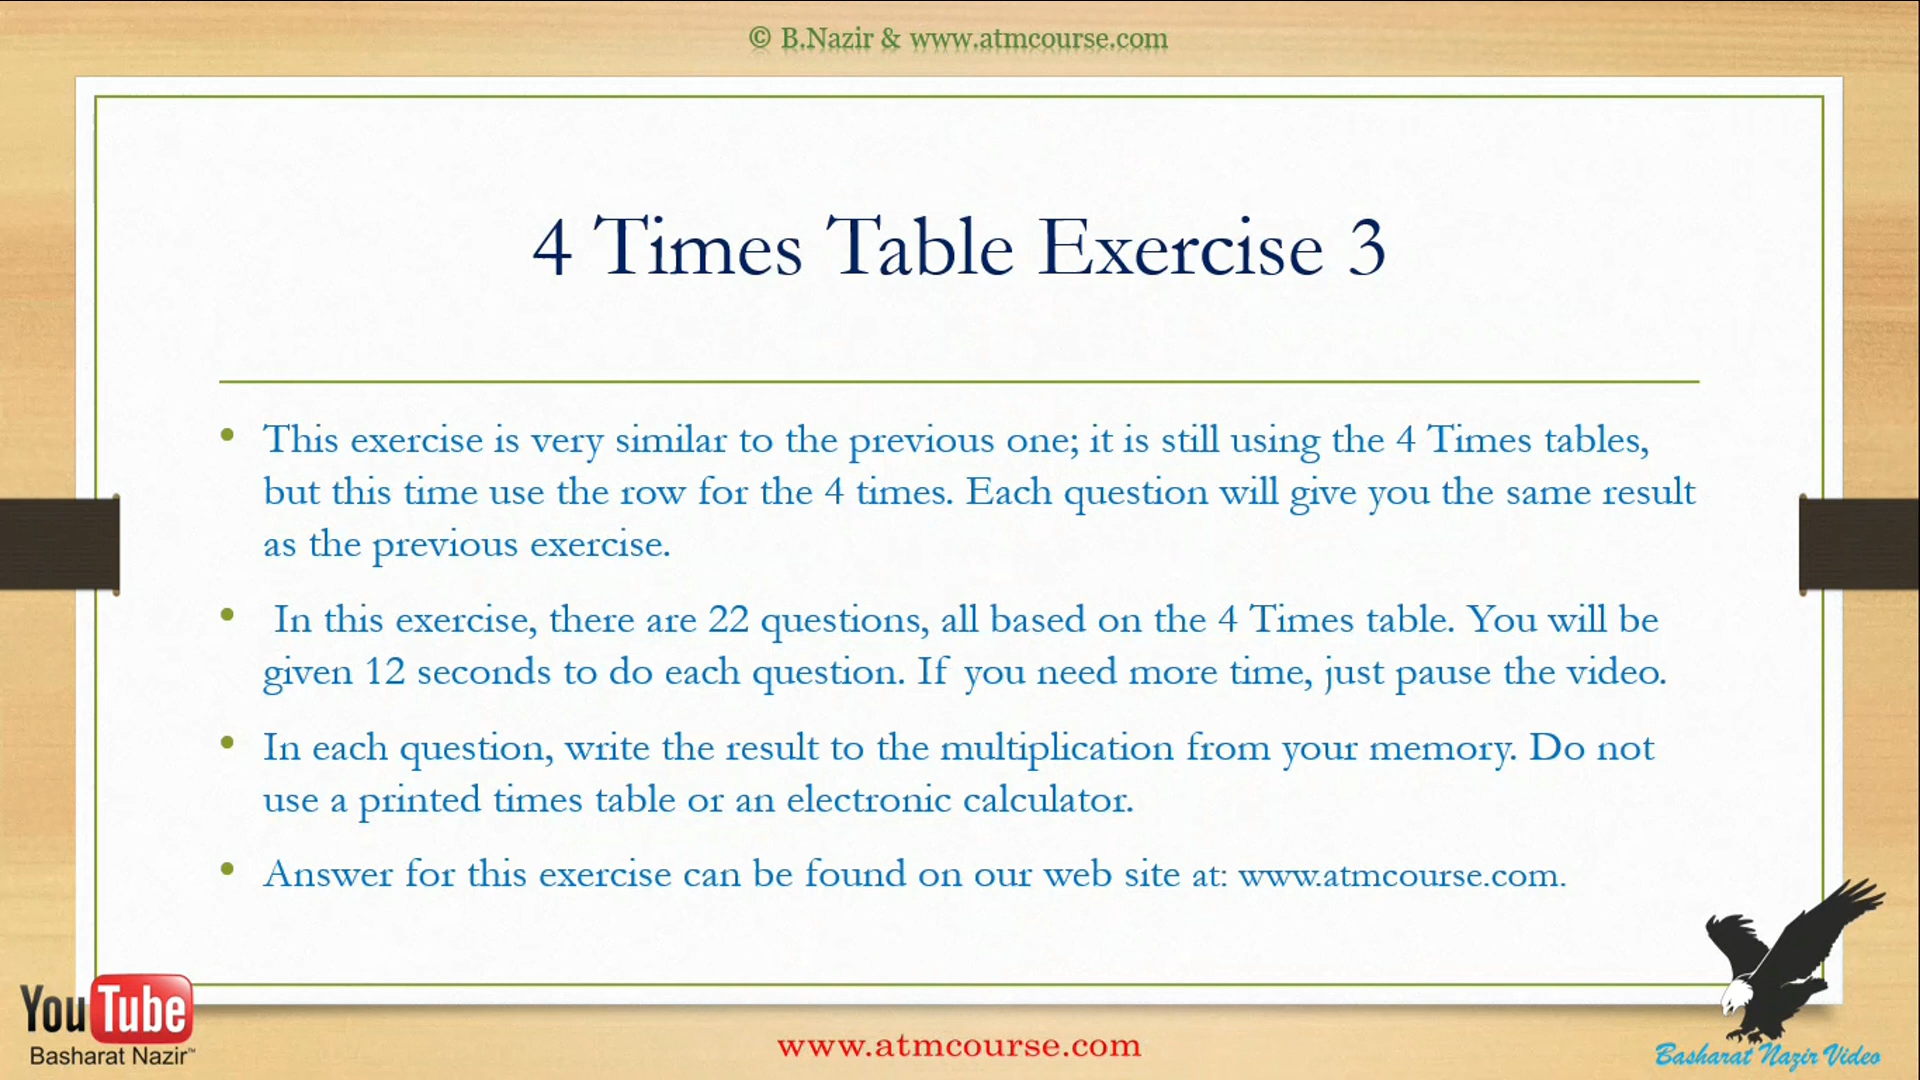 © B.Nazir & www.atmcourse.com
4 Times Table Exercise 3
• This exercise is very similar to the previous one; it is still using the 4 Times tables,
but this time use the row for the 4 times. Each question will give you the same result
as the previous exercise.
• In this exercise, there are 22 questions, all based on the 4 Times table. You will be
given 12 seconds to do each question. If you need more time, just pause the video.
• In each question, write the result to the multiplication from your memory. Do not
use a printed times table or an electronic calculator.
• Answer for this exercise can be found on our web site at: www.atmcourse.com.
YouTube
Basharat Nazir™
www.atmcourse.com
Basharat Nazir Video